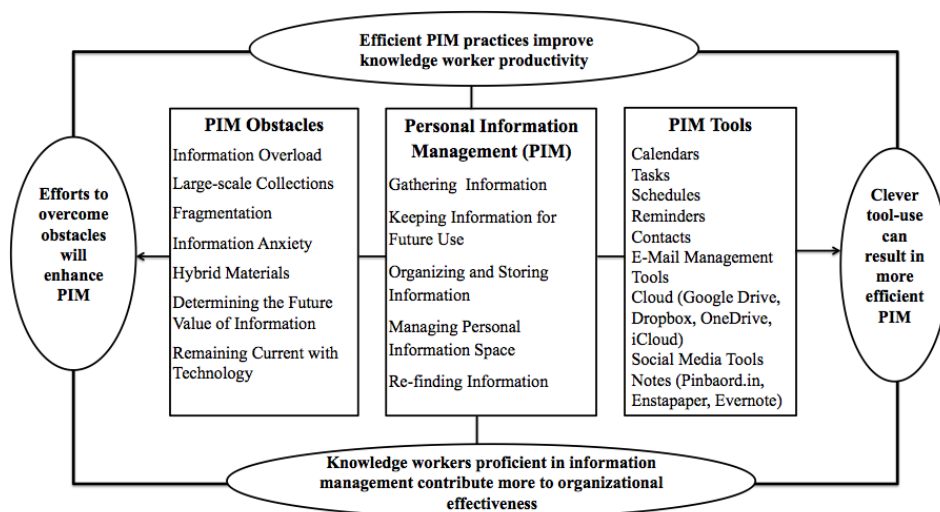 Efficient PIM practices improve
knowledge worker productivity
PIM Obstacles
Information Overload
Large-scale Collections
Fragmentation
Information Anxiety
Hybrid Materials
Determining the Future
Value of Information
Remaining Current with
Technology
Personal Information
Management (PIM)
Gathering Information
Keeping Information for
Future Use
Organizing and Storing
Information
Managing Personal
Information Space
Re-finding Information
PIM Tools
Calendars
Tasks
Schedules
Reminders
Contacts
E-Mail Management
Tools
Cloud (Google Drive,
Dropbox, OneDrive,
iCloud)
Social Media Tools
Notes (Pinbaord.in,
Enstapaper, Evernote)
Efforts to
overcome
obstacles
will
enhance
PIM
Clever
tool-use
can
result in
more
efficient
PIM
Knowledge workers proficient in information
management contribute more to organizational
effectiveness